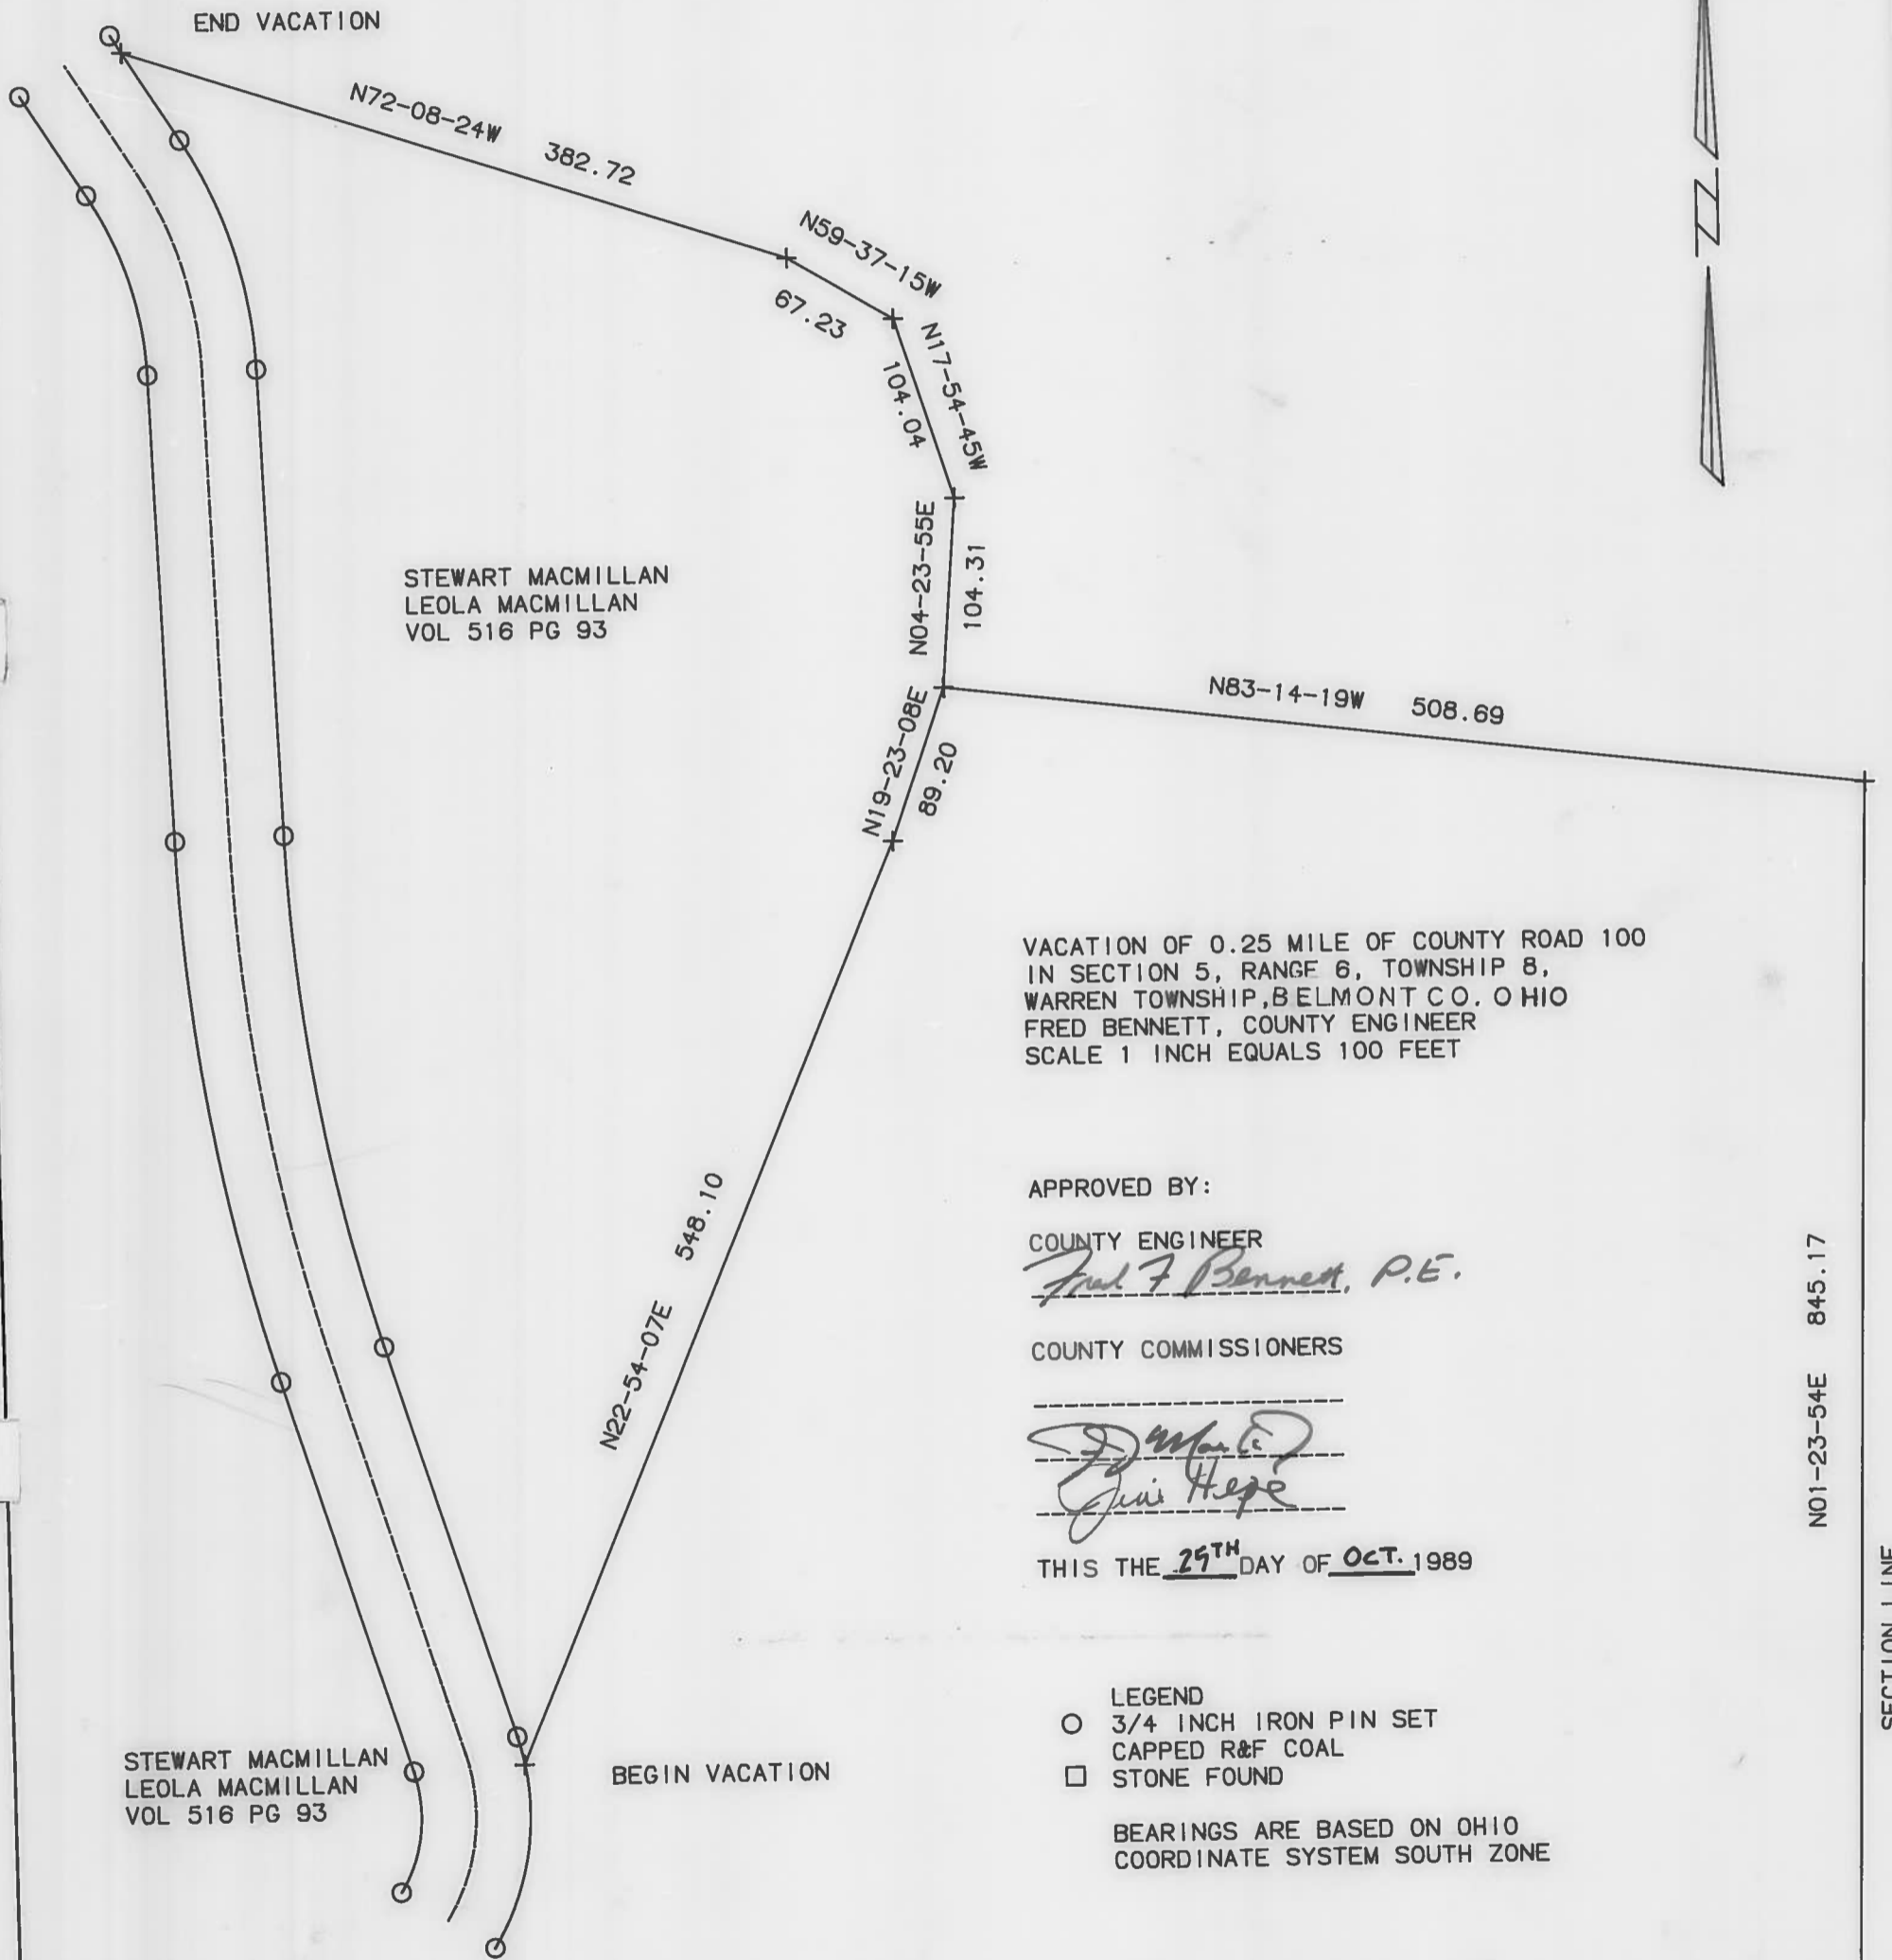 END VACATION
N72-08-24W 382.72
N59-37-15W
67.23
N17-54-45W
104.04
N04-23-55E
104.31
STEWART MACMILLAN
LEOLA MACMILLAN
VOL 516 PG 93
N83-14-19W 508.69
N19-23-08E
89.20
VACATION OF 0.25 MILE OF COUNTY ROAD 100
IN SECTION 5, RANGE 6, TOWNSHIP 8,
WARREN TOWNSHIP, BELMONT CO. OHIO
FRED BENNETT, COUNTY ENGINEER
SCALE 1 INCH EQUALS 100 FEET
N22-54-07E 548.10
APPROVED BY:
COUNTY ENGINEER
Fred F Bennett, P.E.
COUNTY COMMISSIONERS
THIS THE 25TH DAY OF OCT. 1989
N01-23-54E 845.17
SECTION LINE
LEGEND
3/4 INCH IRON PIN SET
CAPPED R&F COAL
STONE FOUND
BEARINGS ARE BASED ON OHIO
COORDINATE SYSTEM SOUTH ZONE
STEWART MACMILLAN
LEOLA MACMILLAN
VOL 516 PG 93
BEGIN VACATION
N